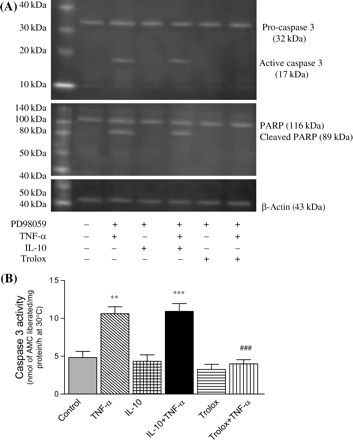 (A)
40 kDa
30 kDa
20 kDa
10 kDa
Pro-caspase 3
(32 kDa)
Active caspase 3
(17 kDa)
140 kDa
100 kDa
80 kDa
60 kDa
50 kDa
40 kDa
PARP (116 kDa)
Cleaved PARP (89 kDa)
50 kDa
40 kDa
β-Actin (43 kDa)
PD98059 – + + + + +
TNF-α – + – + – +
IL-10 – – + + – –
Trolox – – – – + +
(B)
Caspase 3 activity
(nmol of AMC liberated/mg
protein/h at 30°C)
15
10
5
0
**
***
###
Control
TNF-α
IL-10
IL-10+TNF-α
Trolox
Trolox+TNF-α